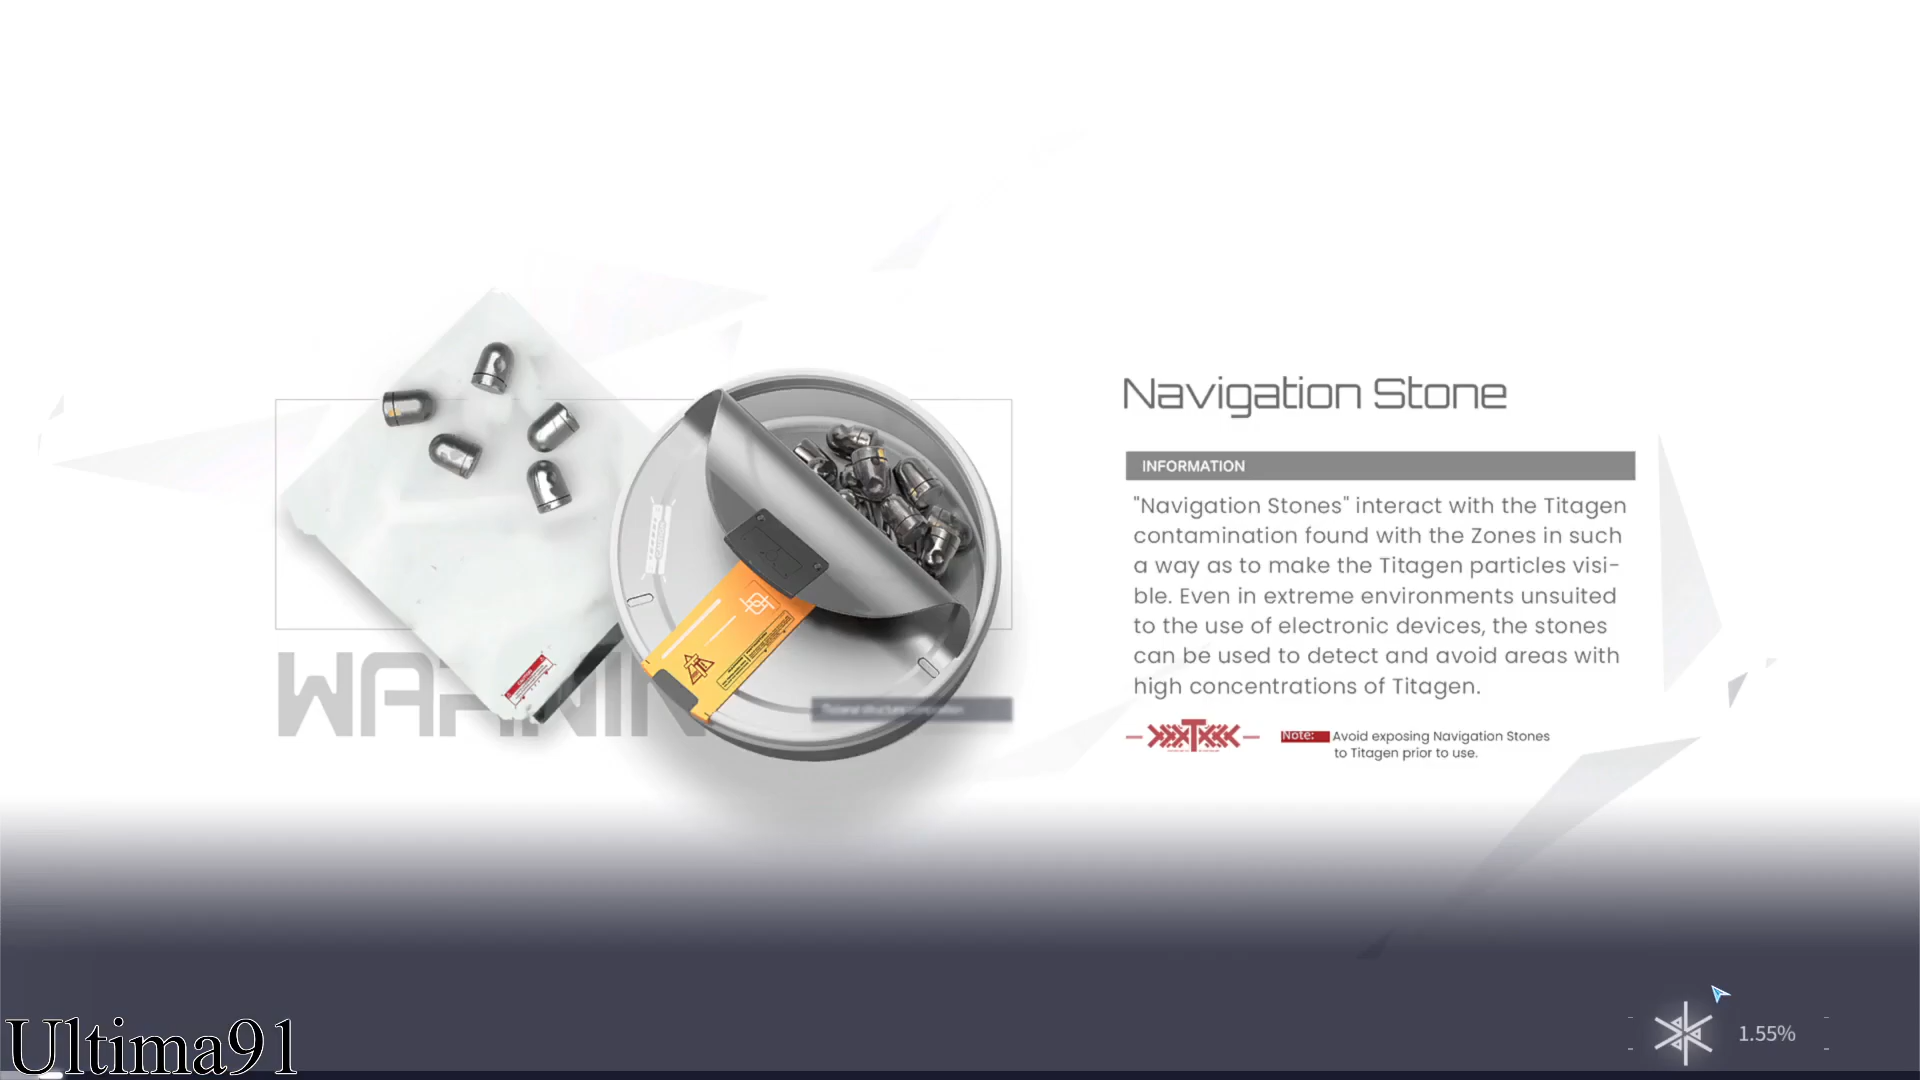 Navigation Stone
INFORMATION
"Navigation Stones" interact with the Titagen
contamination found with the Zones in such
a way as to make the Titagen particles visi-
ble. Even in extreme environments unsuited
to the use of electronic devices, the stones
can be used to detect and avoid areas with
high concentrations of Titagen.
Note: Avoid exposing Navigation Stones
to Titagen prior to use.
Ultima91
1.55%